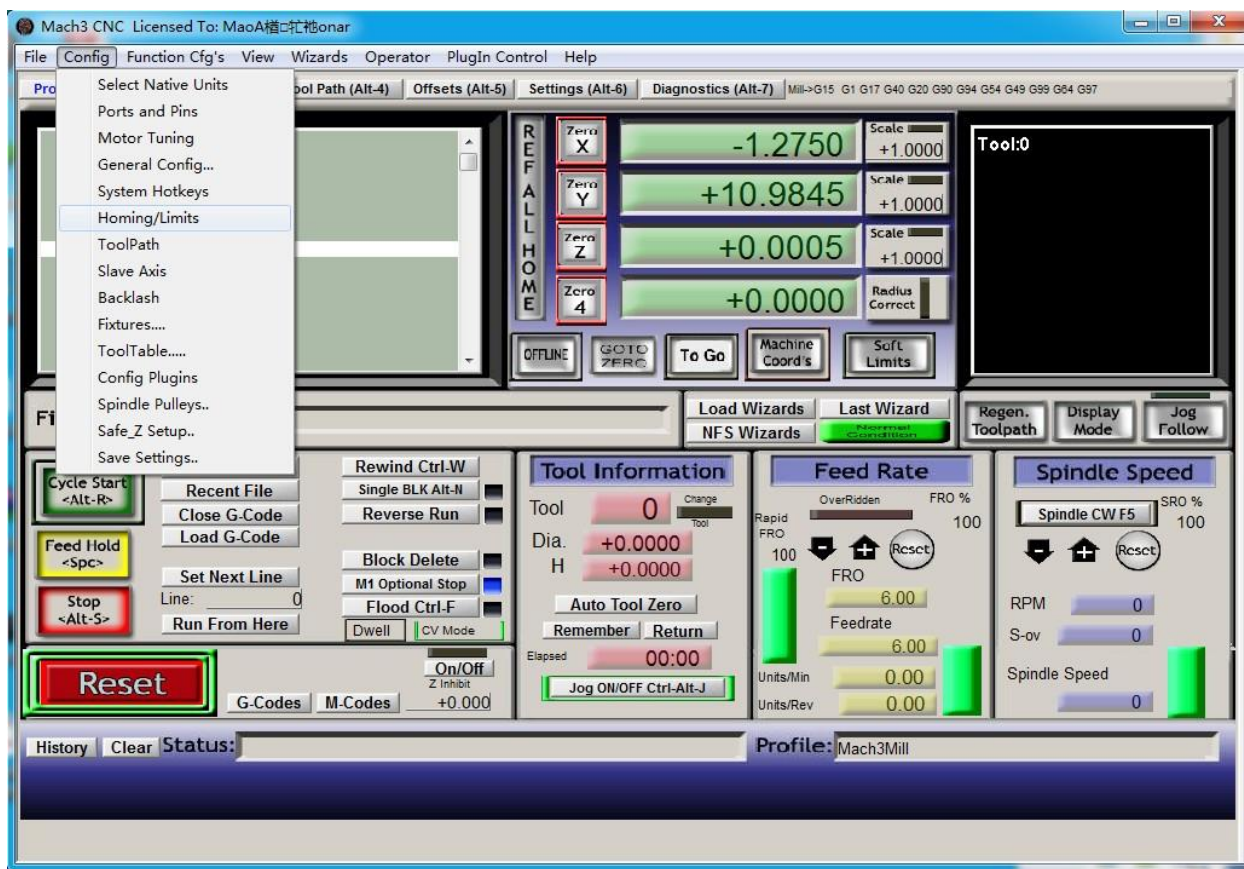 Mach3 CNC Licensed To: MaoA楢□牤祂onar
File Config Function Cfg's View Wizards Operator PlugIn Control Help
Select Native Units
Ports and Pins
Motor Tuning
General Config...
System Hotkeys
Homing/Limits
ToolPath
Slave Axis
Backlash
Fixtures....
ToolTable.....
Config Plugins
Spindle Pulleys..
Safe_Z Setup..
Save Settings..
Pro ool Path (Alt-4) Offsets (Alt-5) Settings (Alt-6) Diagnostics (Alt-7) Mill->G15 G1 G17 G40 G20 G90 G94 G54 G49 G99 G64 G97
REF ALL HOME
Zero X -1.2750 Scale +1.0000
Zero Y +10.9845 Scale +1.0000
Zero Z +0.0005 Scale +1.0000
Zero 4 +0.0000 Radius Correct
OFFLINE GOTO ZERO To Go Machine Coord's Soft Limits
Tool:0
Fi
Load Wizards Last Wizard
NFS Wizards Normal Condition
Regen. Toolpath Display Mode Jog Follow
Cycle Start <Alt-R>
Feed Hold <Spc>
Stop <Alt-S>
Recent File
Close G-Code
Load G-Code
Set Next Line
Line: 0
Run From Here
Rewind Ctrl-W
Single BLK Alt-N
Reverse Run
Block Delete
M1 Optional Stop
Flood Ctrl-F
Dwell CV Mode
Reset
G-Codes M-Codes
On/Off
Z Inhibit
+0.000
Tool Information
Tool 0 Change Tool
Dia. +0.0000
H +0.0000
Auto Tool Zero
Remember Return
Elapsed 00:00
Jog ON/OFF Ctrl-Alt-J
Feed Rate
OverRidden FRO %
100
Rapid FRO
100
Reset
FRO
6.00
Feedrate
6.00
Units/Min 0.00
Units/Rev 0.00
Spindle Speed
Spindle CW F5 SRO %
100
Reset
RPM 0
S-ov 0
Spindle Speed
0
History Clear Status: Profile: Mach3Mill